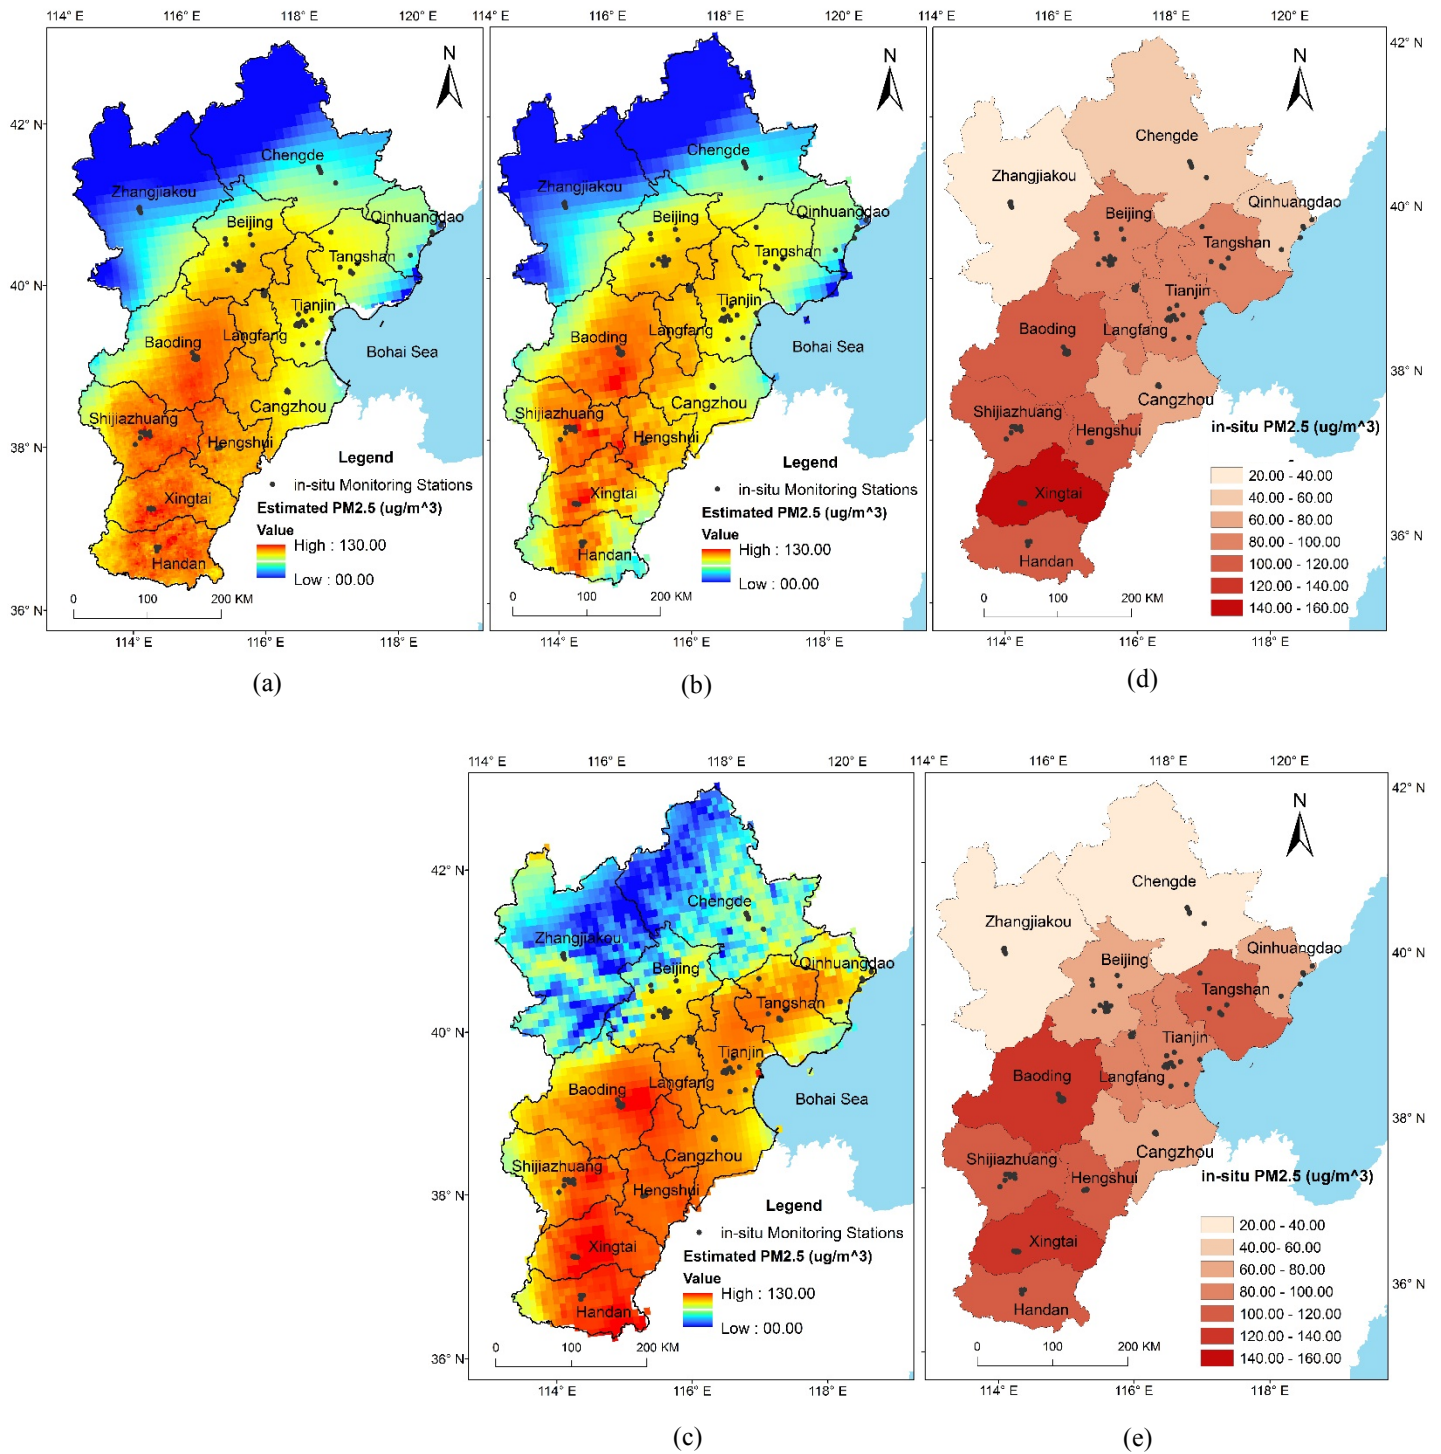 114° E 116° E 118° E 120° E
N
42° N
40° N
38° N
36° N
Chengde
Zhangjiakou
Beijing
Qinhuangdao
Tangshan
Tianjin
Langfang
Baoding
Bohai Sea
Cangzhou
Shijiazhuang
Hengshui
Xingtai
Handan
Legend
in-situ Monitoring Stations
Estimated PM2.5 (ug/m^3)
Value
High : 130.00
Low : 00.00
0 100 200 KM
114° E 116° E 118° E
(a)
114° E 116° E 118° E 120° E
N
Chengde
Zhangjiakou
Beijing
Qinhuangdao
Tangshan
Tianjin
Langfang
Baoding
Bohai Sea
Cangzhou
Shijiazhuang
Hengshui
Xingtai
Handan
Legend
in-situ Monitoring Stations
Estimated PM2.5 (ug/m^3)
Value
High : 130.00
Low : 00.00
0 100 200 KM
114° E 116° E 118° E
(b)
114° E 116° E 118° E 120° E
N
42° N
40° N
38° N
36° N
Chengde
Zhangjiakou
Qinhuangdao
Beijing
Tangshan
Tianjin
Langfang
Baoding
Cangzhou
Shijiazhuang
Hengshui
Xingtai
Handan
in-situ PM2.5 (ug/m^3)
20.00 - 40.00
40.00 - 60.00
60.00 - 80.00
80.00 - 100.00
100.00 - 120.00
120.00 - 140.00
140.00 - 160.00
0 100 200 KM
114° E 116° E 118° E
(d)
114° E 116° E 118° E 120° E
42° N
40° N
38° N
36° N
Chengde
Zhangjiakou
Beijing
Qinhuangdao
Tangshan
Tianjin
Langfang
Baoding
Bohai Sea
Cangzhou
Shijiazhuang
Hengshui
Xingtai
Handan
Legend
in-situ Monitoring Stations
Estimated PM2.5 (ug/m^3)
Value
High : 130.00
Low : 00.00
0 100 200 KM
114° E 116° E 118° E
(c)
114° E 116° E 118° E 120° E
N
42° N
40° N
38° N
36° N
Chengde
Zhangjiakou
Qinhuangdao
Beijing
Tangshan
Tianjin
Langfang
Baoding
Cangzhou
Shijiazhuang
Hengshui
Xingtai
Handan
in-situ PM2.5 (ug/m^3)
20.00 - 40.00
40.00- 60.00
60.00 - 80.00
80.00 - 100.00
100.00 - 120.00
120.00 - 140.00
140.00 - 160.00
0 100 200 KM
114° E 116° E 118° E
(e)